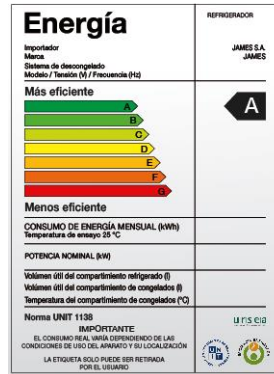 Energía
REFRIGERADOR
Importador JAMES S.A.
Marca JAMES
Sistema de descongelado
Modelo / Tensión (V) / Frecuencia (Hz)
Más eficiente
A
A
B
C
D
E
F
G
Menos eficiente
CONSUMO DE ENERGÍA MENSUAL (kWh)
Temperatura de ensayo 25 °C
POTENCIA NOMINAL (kW)
Volúmen útil del compartimiento refrigerado (l)
Volúmen útil del compartimiento de congelados (l)
Temperatura del compartimiento de congelados (°C)
Norma UNIT 1138
IMPÓRTANTE
EL CONSUMO REAL VARÍA DEPENDIENDO DE LAS
CONDICIONES DE USO DEL APARATO Y SU LOCALIZACIÓN
LA ETIQUETA SOLO PUEDE SER RETIRADA
POR EL USUARIO